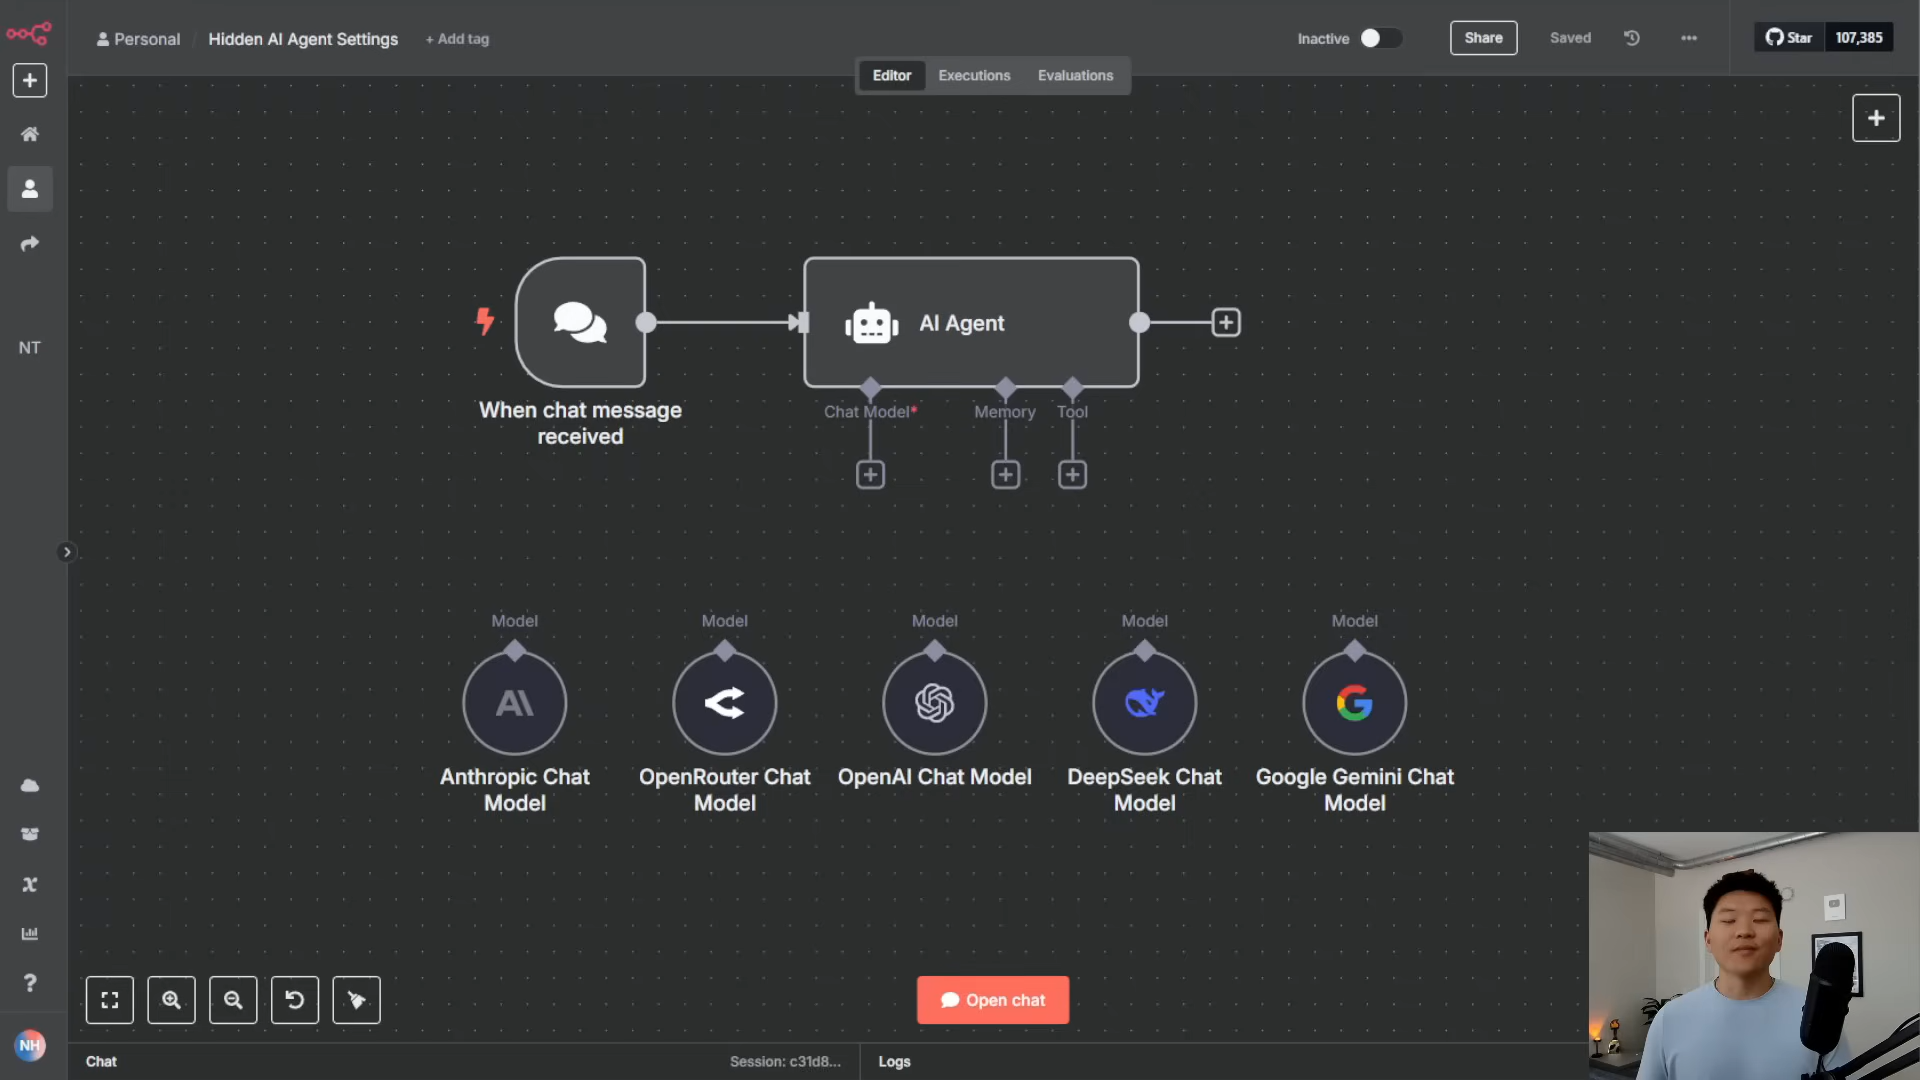 Personal / Hidden AI Agent Settings + Add tag
Inactive
Share
Saved
Star 107,385
Editor Executions Evaluations
NT
AI Agent
When chat message
received
Chat Model*
Memory
Tool
Model
Model
Model
Model
Model
Anthropic Chat
Model
OpenRouter Chat
Model
OpenAI Chat Model
DeepSeek Chat
Model
Google Gemini Chat
Model
Open chat
NH
Chat
Session: c31d8...
Logs